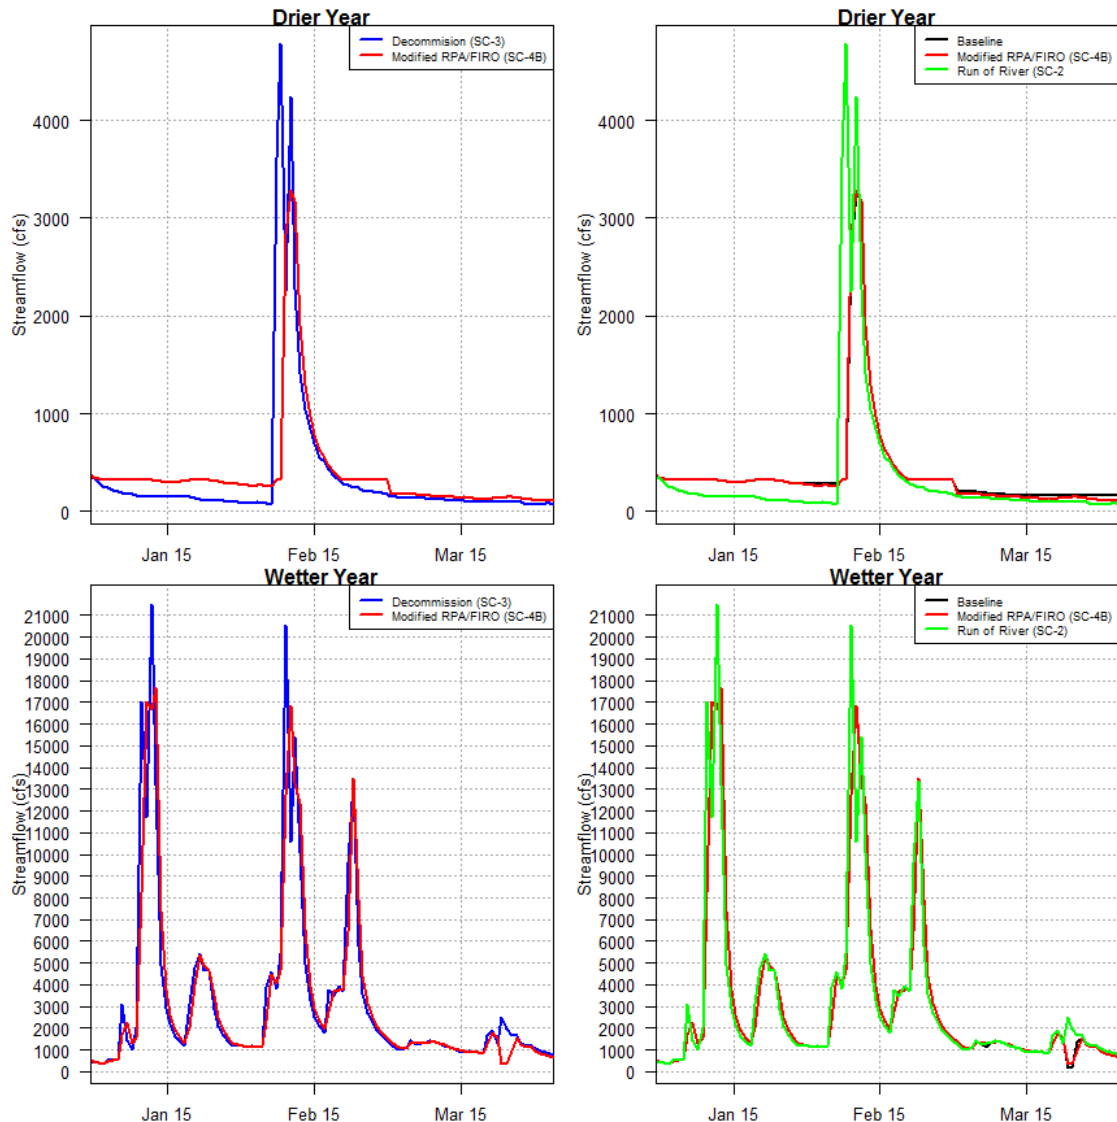 Drier Year
Decommision (SC-3)
Modified RPA/FIRO (SC-4B)
Streamflow (cfs)
4000
3000
2000
1000
0
Jan 15
Feb 15
Mar 15
Drier Year
Baseline
Modified RPA/FIRO (SC-4B)
Run of River (SC-2
Streamflow (cfs)
4000
3000
2000
1000
0
Jan 15
Feb 15
Mar 15
Wetter Year
Decommission (SC-3)
Modified RPA/FIRO (SC-4B)
Streamflow (cfs)
21000
20000
19000
18000
17000
16000
15000
14000
13000
12000
11000
10000
9000
8000
7000
6000
5000
4000
3000
2000
1000
0
Jan 15
Feb 15
Mar 15
Wetter Year
Baseline
Modified RPA/FIRO (SC-4B)
Run of River (SC-2)
Streamflow (cfs)
21000
20000
19000
18000
17000
16000
15000
14000
13000
12000
11000
10000
9000
8000
7000
6000
5000
4000
3000
2000
1000
0
Jan 15
Feb 15
Mar 15